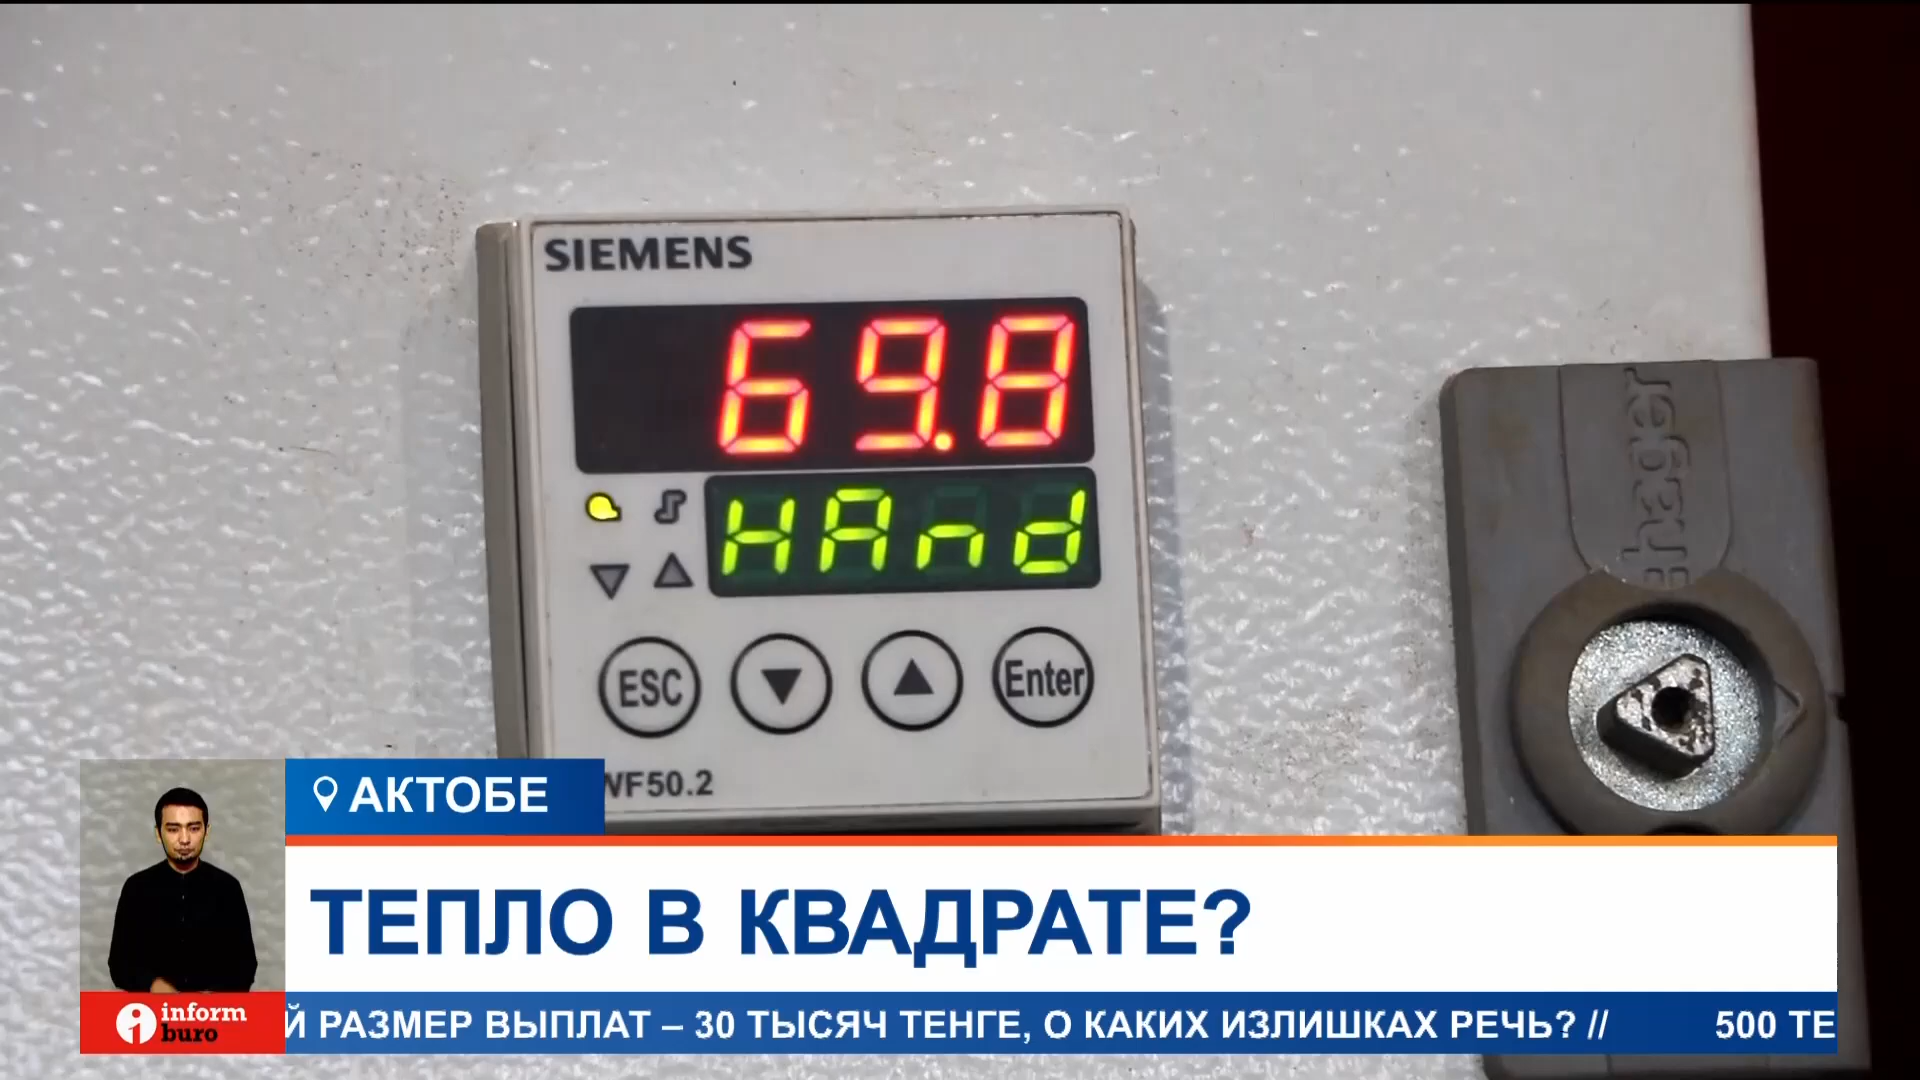 SIEMENS
69.8
HAnd
ESC
Enter
WF50.2
hager
АКТОБЕ
ТЕПЛО В КВАДРАТЕ?
inform
buro
Й РАЗМЕР ВЫПЛАТ – 30 ТЫСЯЧ ТЕНГЕ, О КАКИХ ИЗЛИШКАХ РЕЧЬ? // 500 ТЕ